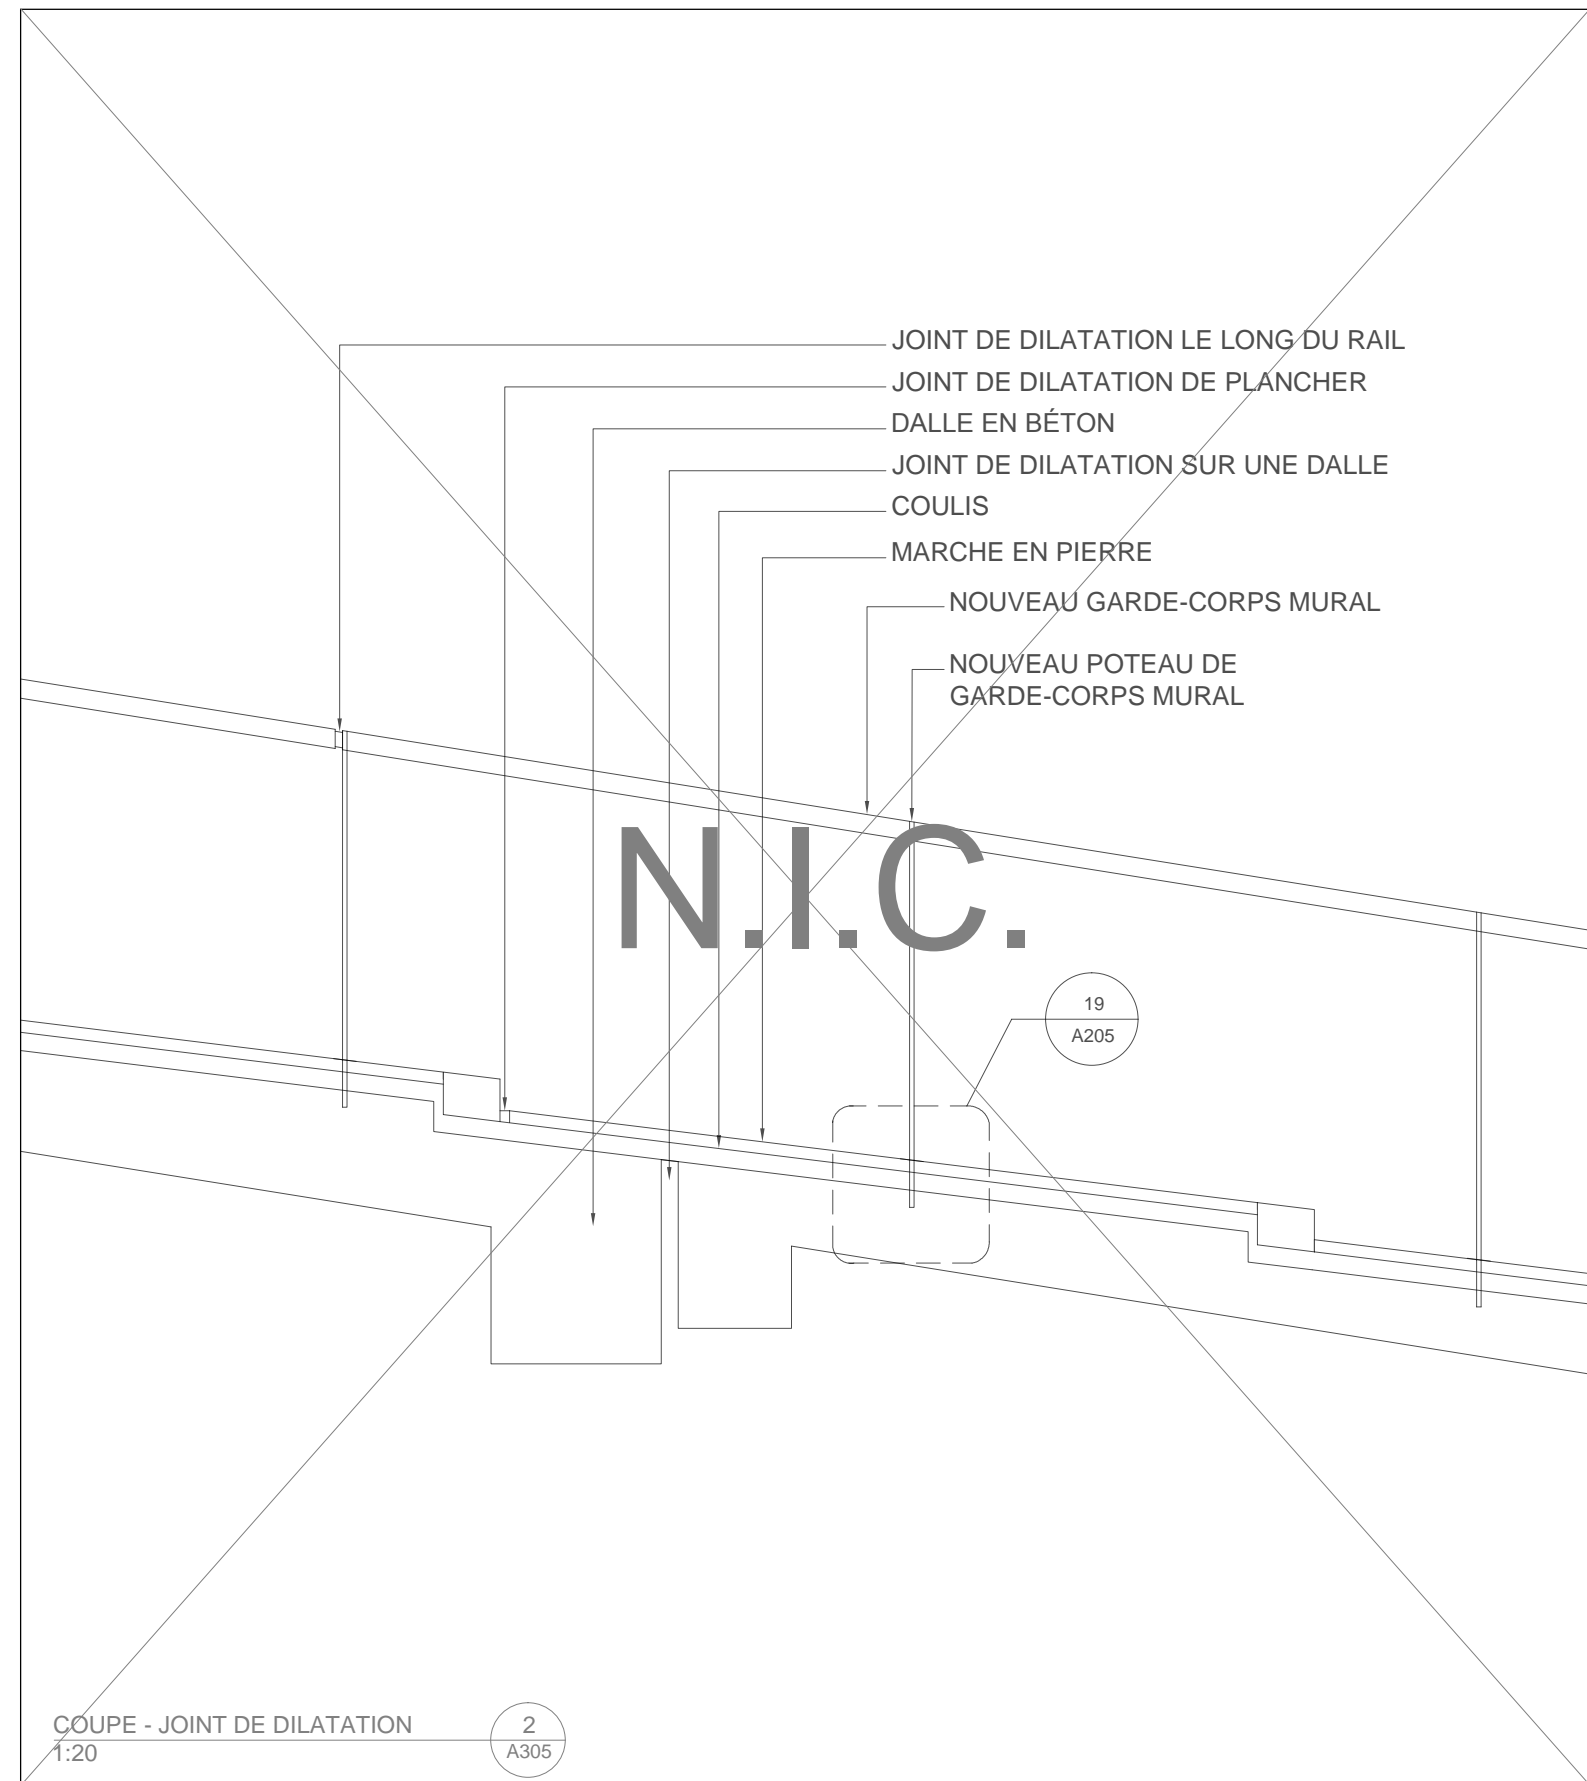 JOINT DE DILATATION LE LONG DU RAIL
JOINT DE DILATATION DE PLANCHER
DALLE EN BÉTON
JOINT DE DILATATION SUR UNE DALLE
COULIS
MARCHE EN PIERRE
NOUVEAU GARDE-CORPS MURAL
NOUVEAU POTEAU DE
GARDE-CORPS MURAL
N.I.C.
19
A205
COUPE - JOINT DE DILATATION
1:20
2
A305